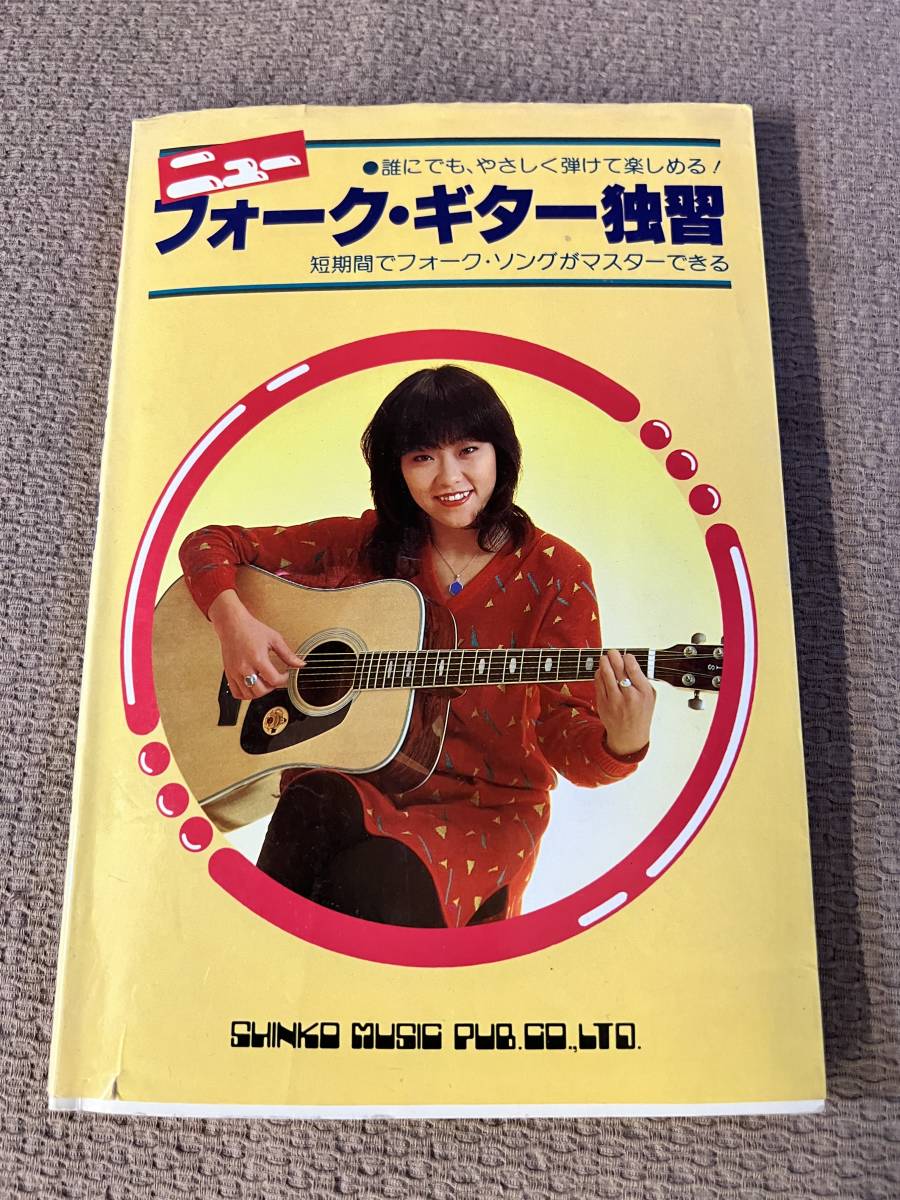 ニュー
●誰にでも、やさしく弾けて楽しめる!
フォーク・ギター独習
短期間でフォーク・ソングがマスターできる
SHINKO MUSIC PUB.CO.,LTD.